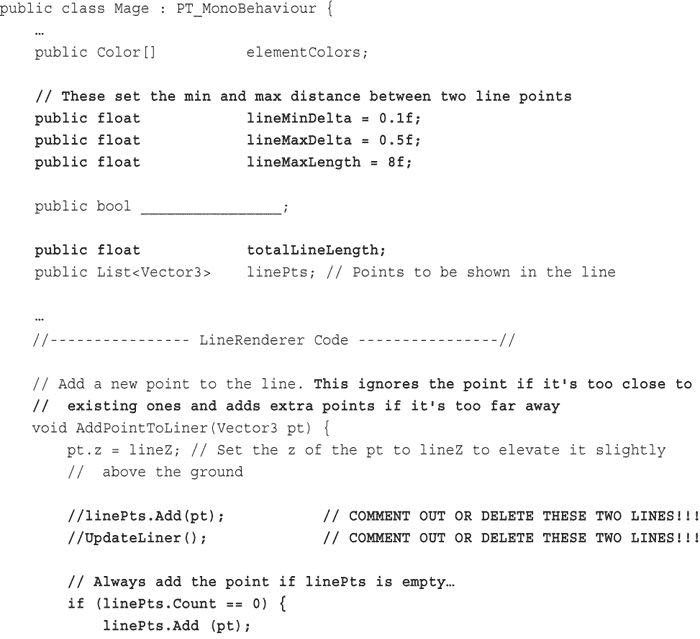 public class Mage : PT_MonoBehaviour {
…
public Color[] elementColors;
// These set the min and max distance between two line points
public float lineMinDelta = 0.1f;
public float lineMaxDelta = 0.5f;
public float lineMaxLength = 8f;
public bool ________________;
public float totalLineLength;
public List<Vector3> linePts; // Points to be shown in the line
…
//---------------- LineRenderer Code ----------------//
// Add a new point to the line. This ignores the point if it's too close to
// existing ones and adds extra points if it's too far away
void AddPointToLiner(Vector3 pt) {
pt.z = lineZ; // Set the z of the pt to lineZ to elevate it slightly
// above the ground
//linePts.Add(pt); // COMMENT OUT OR DELETE THESE TWO LINES!!!
//UpdateLiner(); // COMMENT OUT OR DELETE THESE TWO LINES!!!
// Always add the point if linePts is empty…
if (linePts.Count == 0) {
linePts.Add (pt);